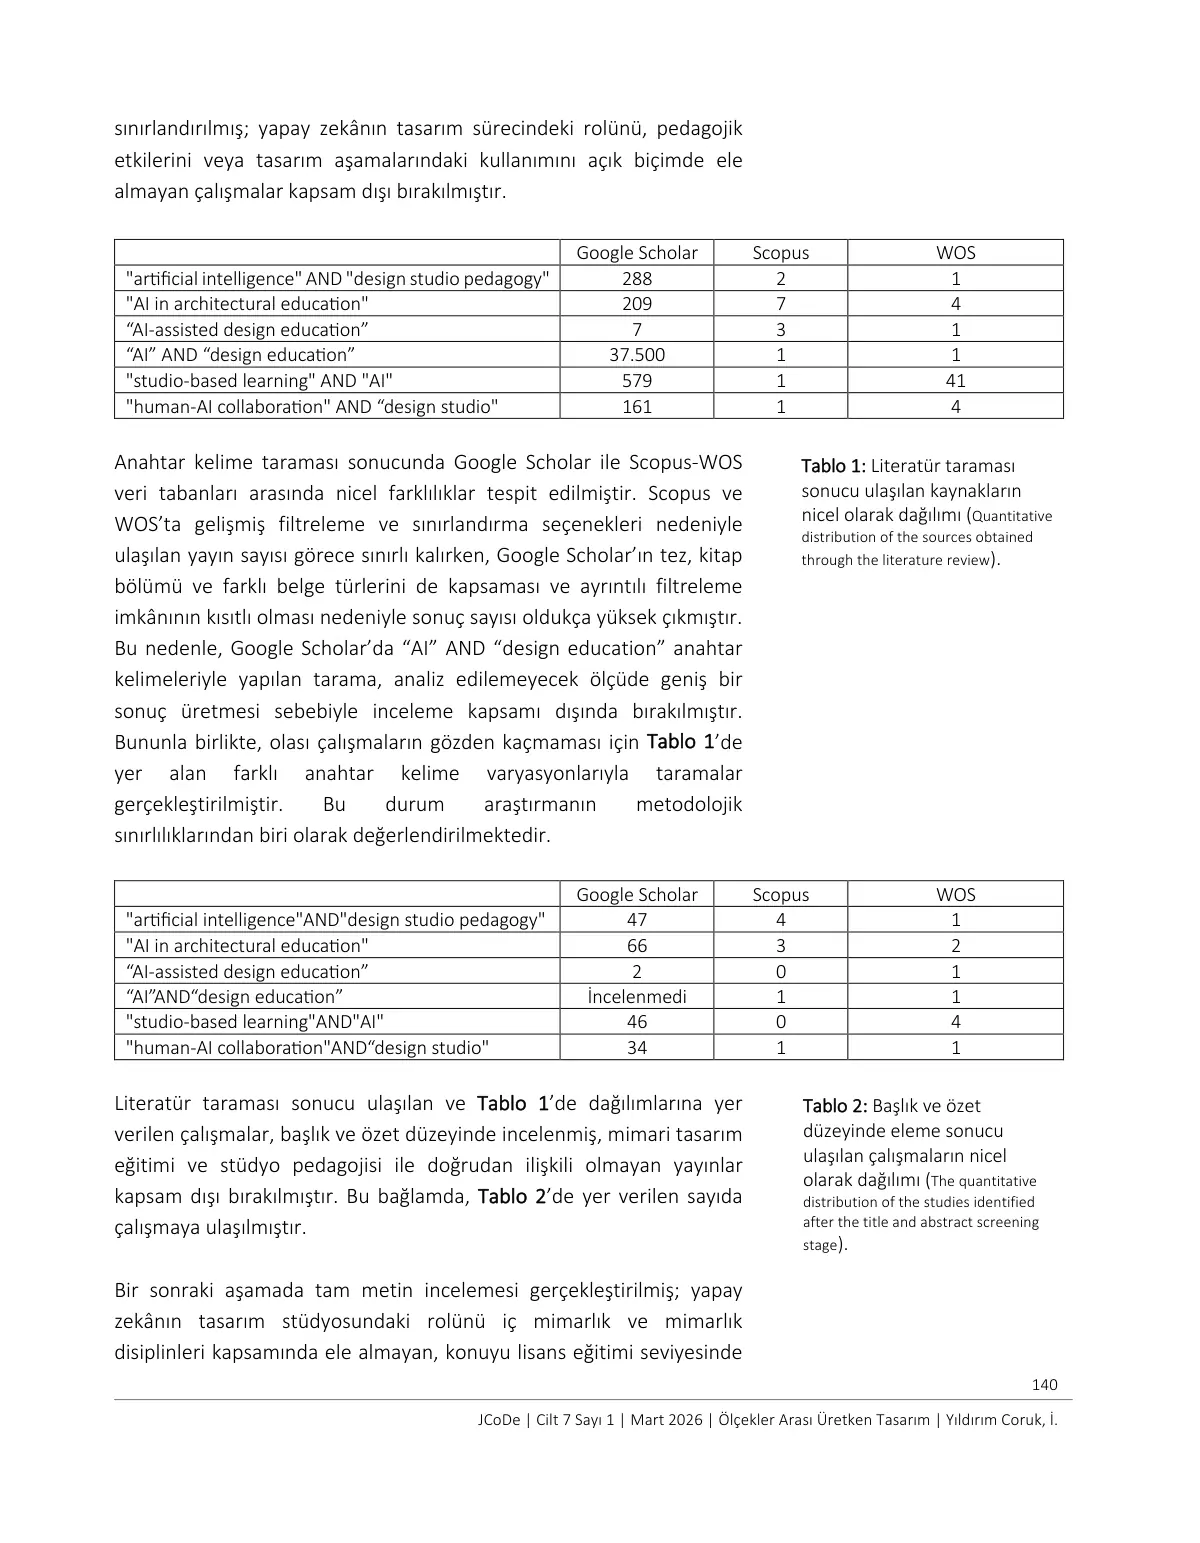 sınırlandırılmış; yapay zekânın tasarım sürecindeki rolünü, pedagojik
etkilerini veya tasarım aşamalarındaki kullanımını açık biçimde ele
almayan çalışmalar kapsam dışı bırakılmıştır.
Google Scholar Scopus WOS
"artificial intelligence" AND "design studio pedagogy" 288 2 1
"AI in architectural education" 209 7 4
“AI-assisted design education” 7 3 1
“AI” AND “design education” 37.500 1 1
"studio-based learning" AND "AI" 579 1 41
"human-AI collaboration" AND “design studio" 161 1 4
Anahtar kelime taraması sonucunda Google Scholar ile Scopus-WOS
veri tabanları arasında nicel farklılıklar tespit edilmiştir. Scopus ve
WOS’ta gelişmiş filtreleme ve sınırlandırma seçenekleri nedeniyle
ulaşılan yayın sayısı görece sınırlı kalırken, Google Scholar’ın tez, kitap
bölümü ve farklı belge türlerini de kapsaması ve ayrıntılı filtreleme
imkânının kısıtlı olması nedeniyle sonuç sayısı oldukça yüksek çıkmıştır.
Bu nedenle, Google Scholar’da “AI” AND “design education” anahtar
kelimeleriyle yapılan tarama, analiz edilemeyecek ölçüde geniş bir
sonuç üretmesi sebebiyle inceleme kapsamı dışında bırakılmıştır.
Bununla birlikte, olası çalışmaların gözden kaçmaması için Tablo 1’de
yer alan farklı anahtar kelime varyasyonlarıyla taramalar
gerçekleştirilmiştir. Bu durum araştırmanın metodolojik
sınırlılıklarından biri olarak değerlendirilmektedir.
Tablo 1: Literatür taraması
sonucu ulaşılan kaynakların
nicel olarak dağılımı (Quantitative
distribution of the sources obtained
through the literature review).
Google Scholar Scopus WOS
"artificial intelligence"AND"design studio pedagogy" 47 4 1
"AI in architectural education" 66 3 2
“AI-assisted design education” 2 0 1
“AI”AND“design education” İncelenmedi 1 1
"studio-based learning"AND"AI" 46 0 4
"human-AI collaboration"AND“design studio" 34 1 1
Literatür taraması sonucu ulaşılan ve Tablo 1’de dağılımlarına yer
verilen çalışmalar, başlık ve özet düzeyinde incelenmiş, mimari tasarım
eğitimi ve stüdyo pedagojisi ile doğrudan ilişkili olmayan yayınlar
kapsam dışı bırakılmıştır. Bu bağlamda, Tablo 2’de yer verilen sayıda
çalışmaya ulaşılmıştır.
Tablo 2: Başlık ve özet
düzeyinde eleme sonucu
ulaşılan çalışmaların nicel
olarak dağılımı (The quantitative
distribution of the studies identified
after the title and abstract screening
stage).
Bir sonraki aşamada tam metin incelemesi gerçekleştirilmiş; yapay
zekânın tasarım stüdyosundaki rolünü iç mimarlık ve mimarlık
disiplinleri kapsamında ele almayan, konuyu lisans eğitimi seviyesinde
140
JCoDe | Cilt 7 Sayı 1 | Mart 2026 | Ölçekler Arası Üretken Tasarım | Yıldırım Coruk, İ.